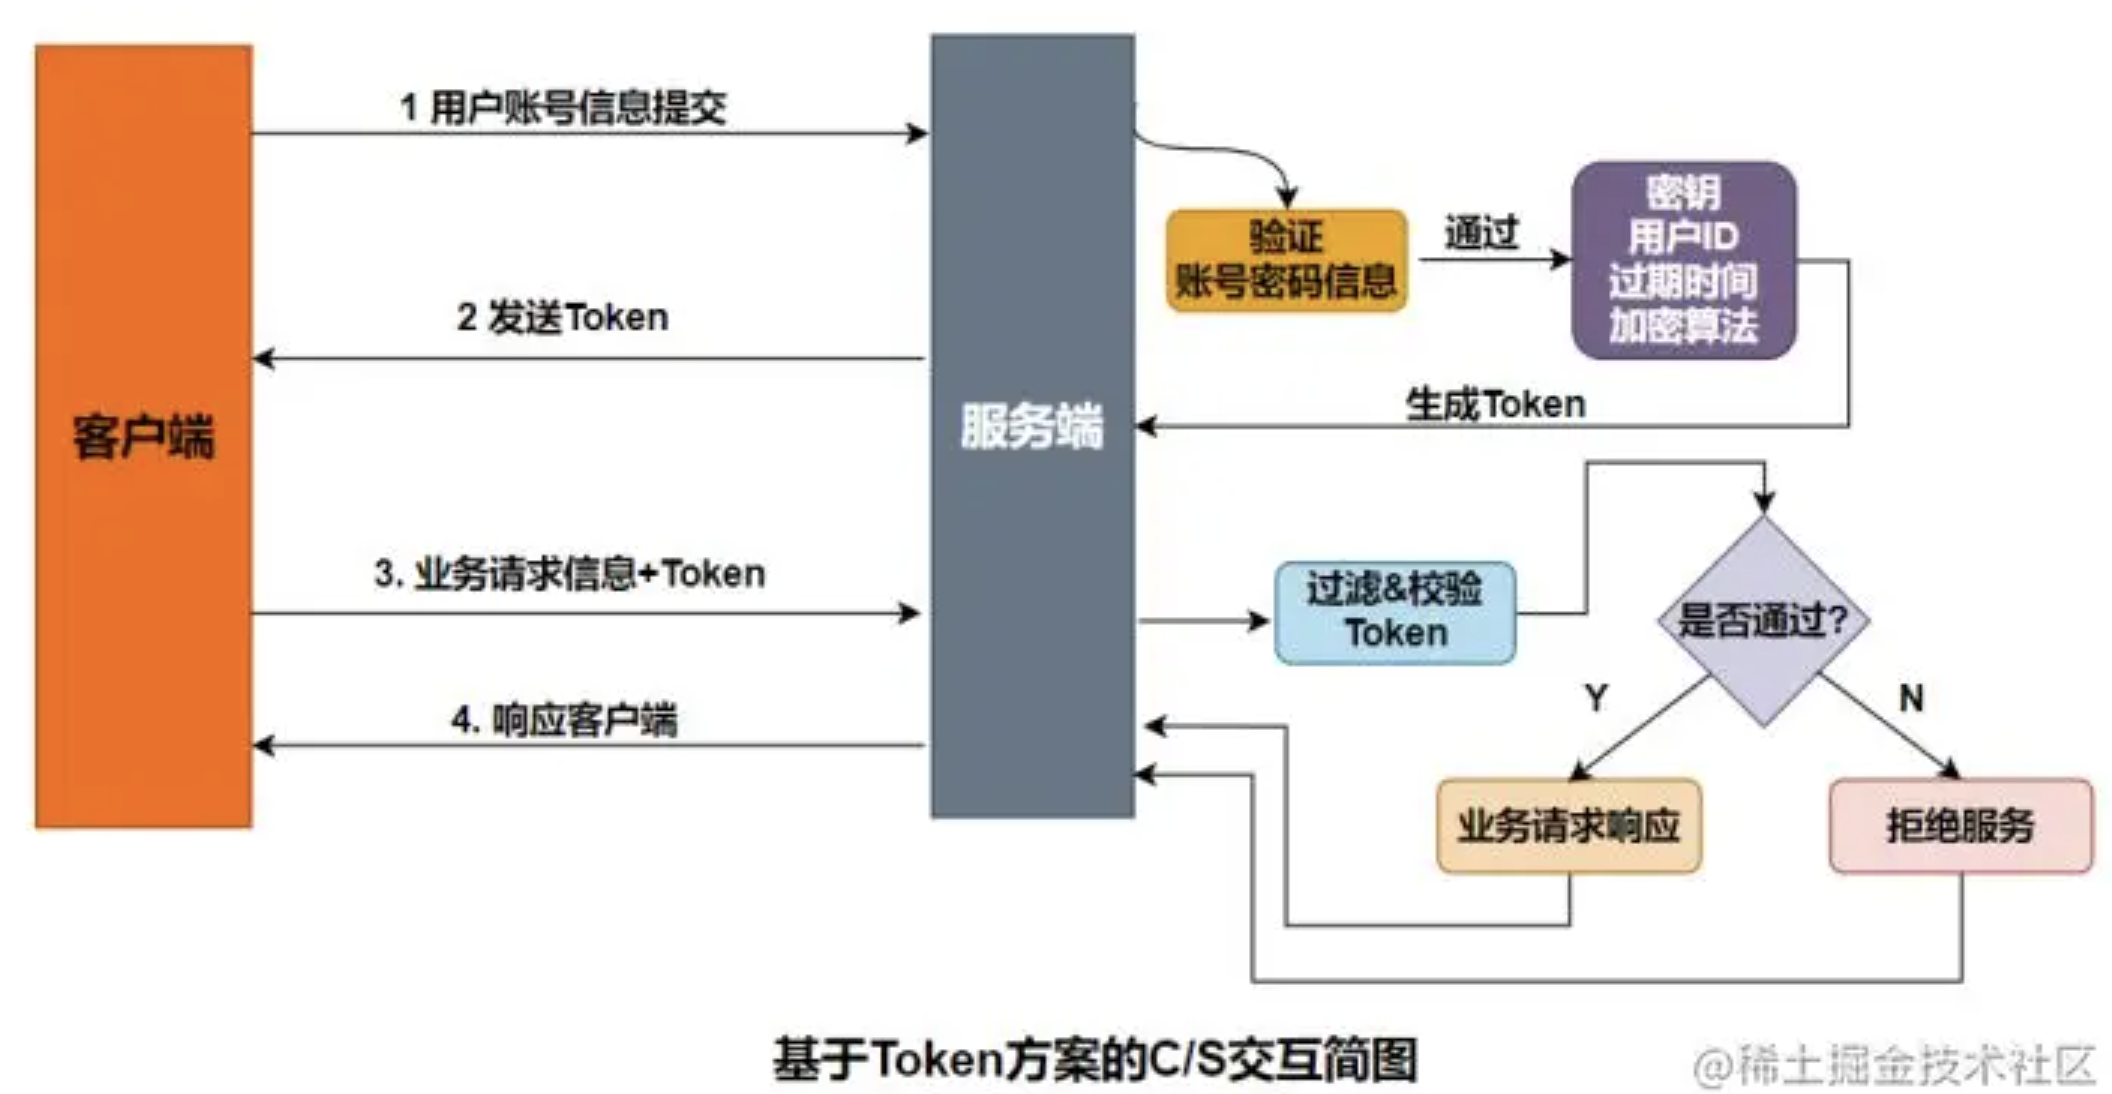 1 用户账号信息提交
验证
账号密码信息
通过
密钥
用户ID
过期时间
加密算法
2 发送Token
生成Token
客户端
服务端
3. 业务请求信息+Token
过滤&校验
Token
是否通过?
Y
N
4. 响应客户端
业务请求响应
拒绝服务
基于Token方案的C/S交互简图
@稀土掘金技术社区